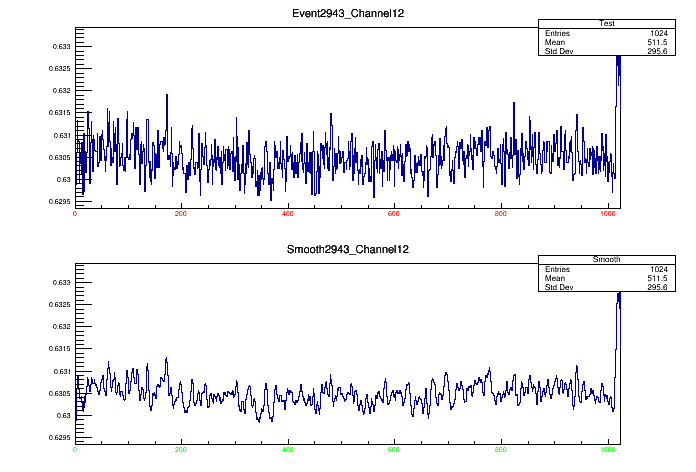 Event2943_Channel12
Test
Entries 1024
Mean 511.5
Std Dev 295.6
0.633
0.6325
0.632
0.6315
0.631
0.6305
0.63
0.6295
0 200 400 600 800 1000
Smooth2943_Channel12
Smooth
Entries 1024
Mean 511.5
Std Dev 295.6
0.633
0.6325
0.632
0.6315
0.631
0.6305
0.63
0.6295
0 200 400 600 800 1000